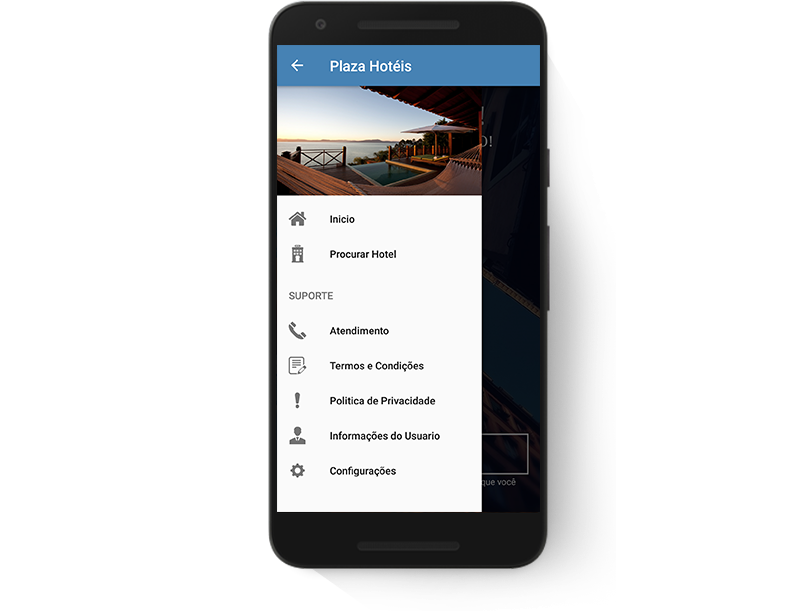 Plaza Hotéis
O!
Inicio
Procurar Hotel
SUPORTE
Atendimento
Termos e Condições
Politica de Privacidade
Informações do Usuario
Configurações
que você